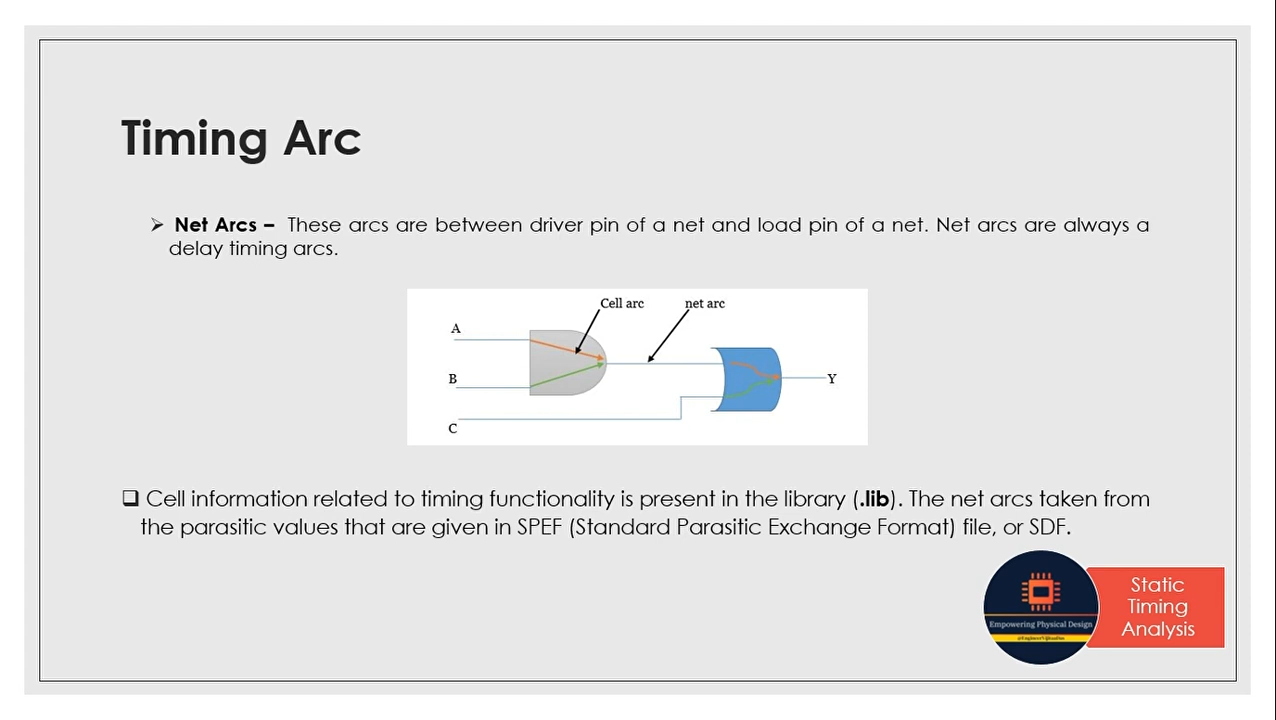 Timing Arc
➢ Net Arcs – These arcs are between driver pin of a net and load pin of a net. Net arcs are always a
delay timing arcs.
Cell arc
net arc
A
B
Y
C
❑ Cell information related to timing functionality is present in the library (.lib). The net arcs taken from
the parasitic values that are given in SPEF (Standard Parasitic Exchange Format) file, or SDF.
Static
Timing
Analysis
Empowering Physical Design